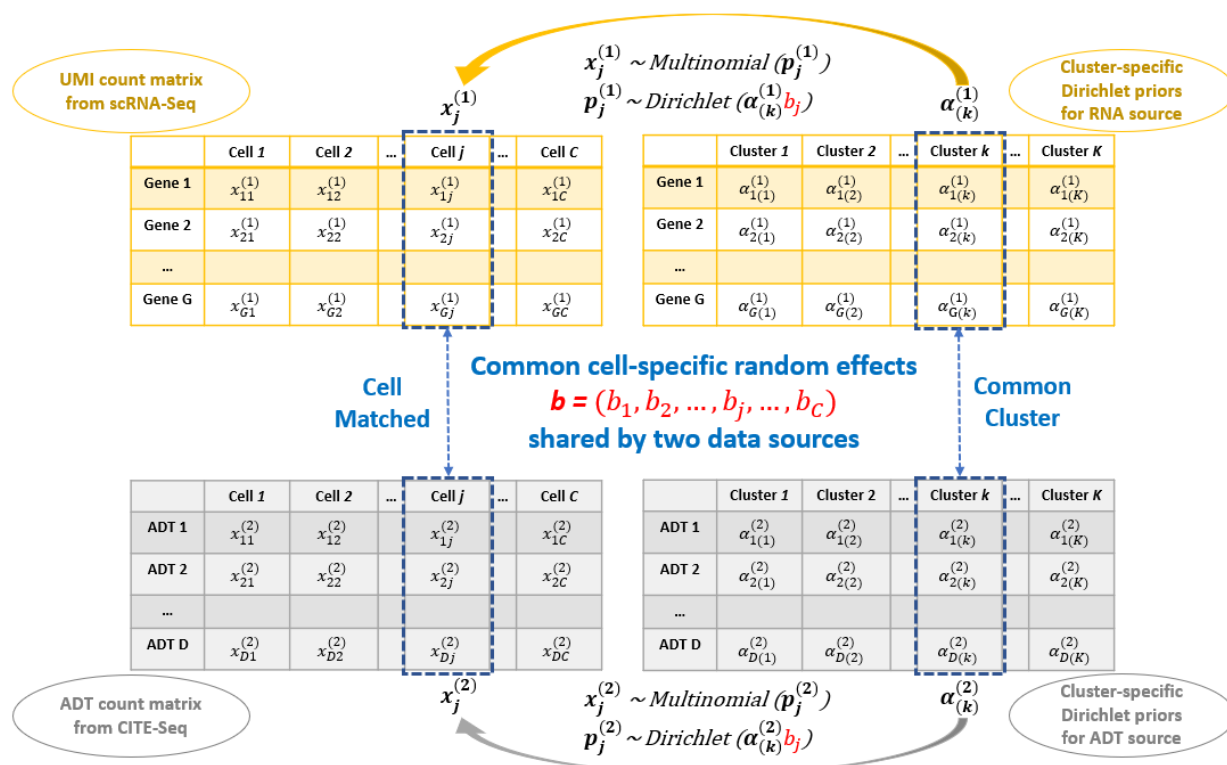 UMI count matrix
from scRNA-Seq
x_j^(1)
x_j^(1) ~ Multinomial (p_j^(1))
p_j^(1) ~ Dirichlet (α_(k)^(1) b_j)
α_(k)^(1)
Cluster-specific
Dirichlet priors
for RNA source
Cell 1 Cell 2 ... Cell j ... Cell C
Gene 1 x_11^(1) x_12^(1) x_1j^(1) x_1C^(1)
Gene 2 x_21^(1) x_22^(1) x_2j^(1) x_2C^(1)
...
Gene G x_G1^(1) x_G2^(1) x_Gj^(1) x_GC^(1)
Cluster 1 Cluster 2 ... Cluster k ... Cluster K
Gene 1 α_1(1)^(1) α_1(2)^(1) α_1(k)^(1) α_1(K)^(1)
Gene 2 α_2(1)^(1) α_2(2)^(1) α_2(k)^(1) α_2(K)^(1)
...
Gene G α_G(1)^(1) α_G(2)^(1) α_G(k)^(1) α_G(K)^(1)
Cell
Matched
Common cell-specific random effects
b = (b_1, b_2, ..., b_j, ..., b_C)
shared by two data sources
Common
Cluster
Cell 1 Cell 2 ... Cell j ... Cell C
ADT 1 x_11^(2) x_12^(2) x_1j^(2) x_1C^(2)
ADT 2 x_21^(2) x_22^(2) x_2j^(2) x_2C^(2)
...
ADT D x_D1^(2) x_D2^(2) x_Dj^(2) x_DC^(2)
Cluster 1 Cluster 2 ... Cluster k ... Cluster K
ADT 1 α_1(1)^(2) α_1(2)^(2) α_1(k)^(2) α_1(K)^(2)
ADT 2 α_2(1)^(2) α_2(2)^(2) α_2(k)^(2) α_2(K)^(2)
...
ADT D α_D(1)^(2) α_D(2)^(2) α_D(k)^(2) α_D(K)^(2)
ADT count matrix
from CITE-Seq
x_j^(2)
x_j^(2) ~ Multinomial (p_j^(2))
p_j^(2) ~ Dirichlet (α_(k)^(2) b_j)
α_(k)^(2)
Cluster-specific
Dirichlet priors
for ADT source